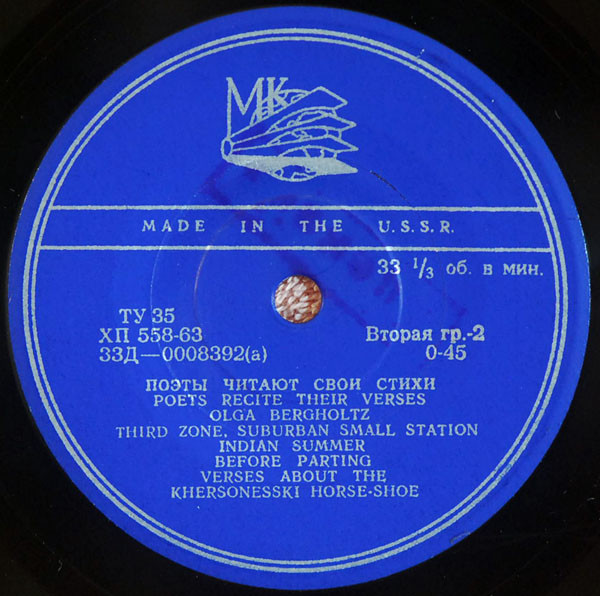 МК
MADE IN THE U.S.S.R.
33 1/3 об. в мин.
ТУ 35
ХП 558-63
Вторая гр.-2
33Д—0008392(а)
0-45
ПОЭТЫ ЧИТАЮТ СВОИ СТИХИ
POETS RECITE THEIR VERSES
OLGA BERGHOLTZ
THIRD ZONE, SUBURBAN SMALL STATION
INDIAN SUMMER
BEFORE PARTING
VERSES ABOUT THE
KHERSONESSKI HORSE-SHOE